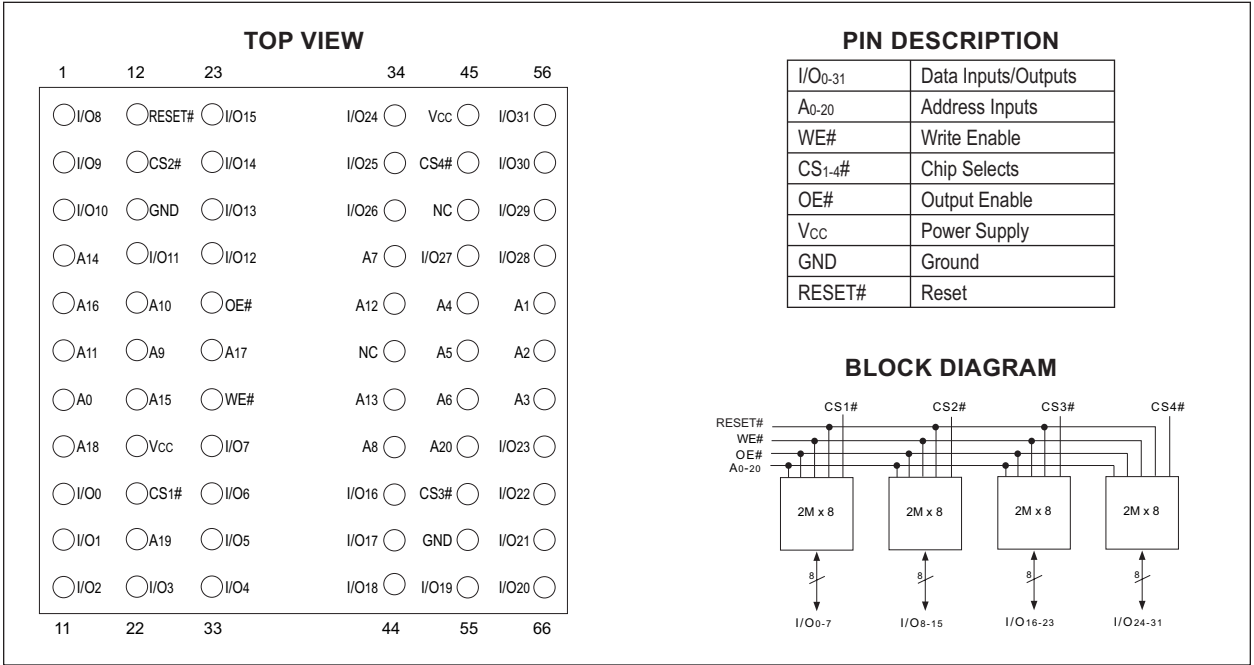 TOP VIEW
1 12 23 34 45 56
I/O8 RESET# I/O15 I/O24 VCC I/O31
I/O9 CS2# I/O14 I/O25 CS4# I/O30
I/O10 GND I/O13 I/O26 NC I/O29
A14 I/O11 I/O12 A7 I/O27 I/O28
A16 A10 OE# A12 A4 A1
A11 A9 A17 NC A5 A2
A0 A15 WE# A13 A6 A3
A18 VCC I/O7 A8 A20 I/O23
I/O0 CS1# I/O6 I/O16 CS3# I/O22
I/O1 A19 I/O5 I/O17 GND I/O21
I/O2 I/O3 I/O4 I/O18 I/O19 I/O20
11 22 33 44 55 66
PIN DESCRIPTION
I/O0-31 Data Inputs/Outputs
A0-20 Address Inputs
WE# Write Enable
CS1-4# Chip Selects
OE# Output Enable
VCC Power Supply
GND Ground
RESET# Reset
BLOCK DIAGRAM
CS1# CS2# CS3# CS4#
RESET#
WE#
OE#
A0-20
2M x 8 2M x 8 2M x 8 2M x 8
8 8 8 8
I/O0-7 I/O8-15 I/O16-23 I/O24-31